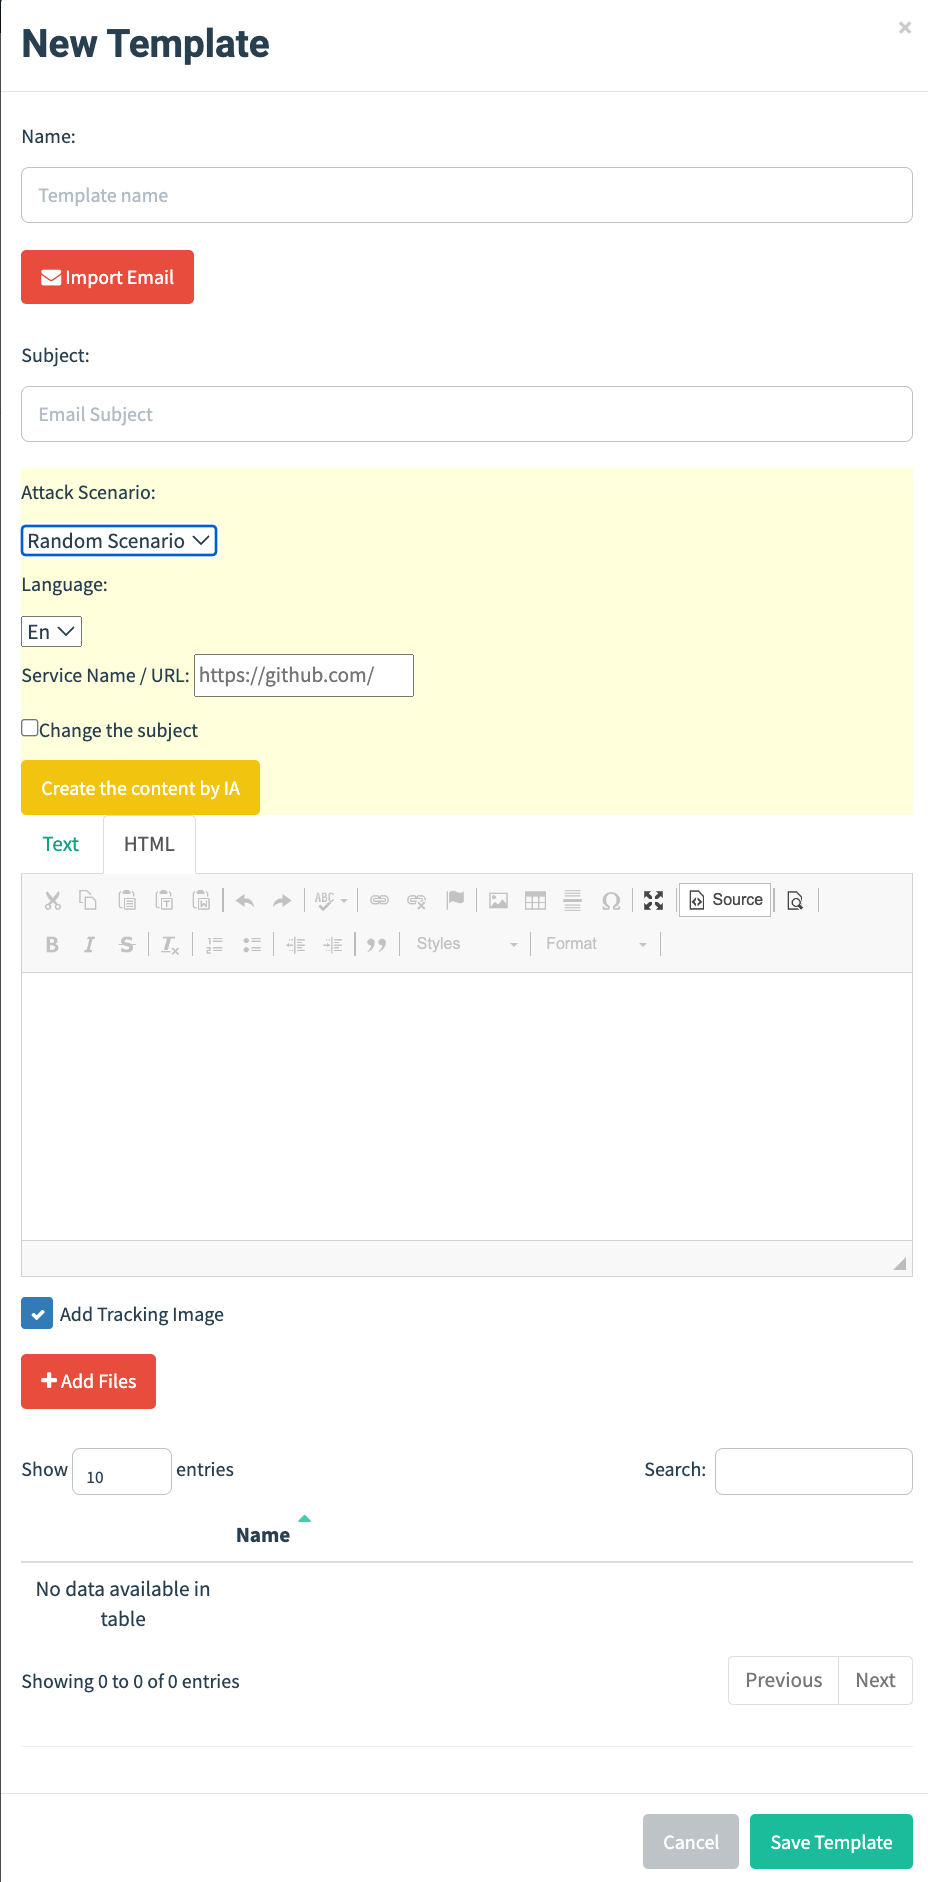 New Template
×
Name:
Template name
Import Email
Subject:
Email Subject
Attack Scenario:
Random Scenario
Language:
En
Service Name / URL: https://github.com/
Change the subject
Create the content by IA
Text HTML
ABC Ω Source
B I S Tx Styles Format
Add Tracking Image
Add Files
Show 10 entries Search:
Name
No data available in
table
Showing 0 to 0 of 0 entries Previous Next
Cancel Save Template